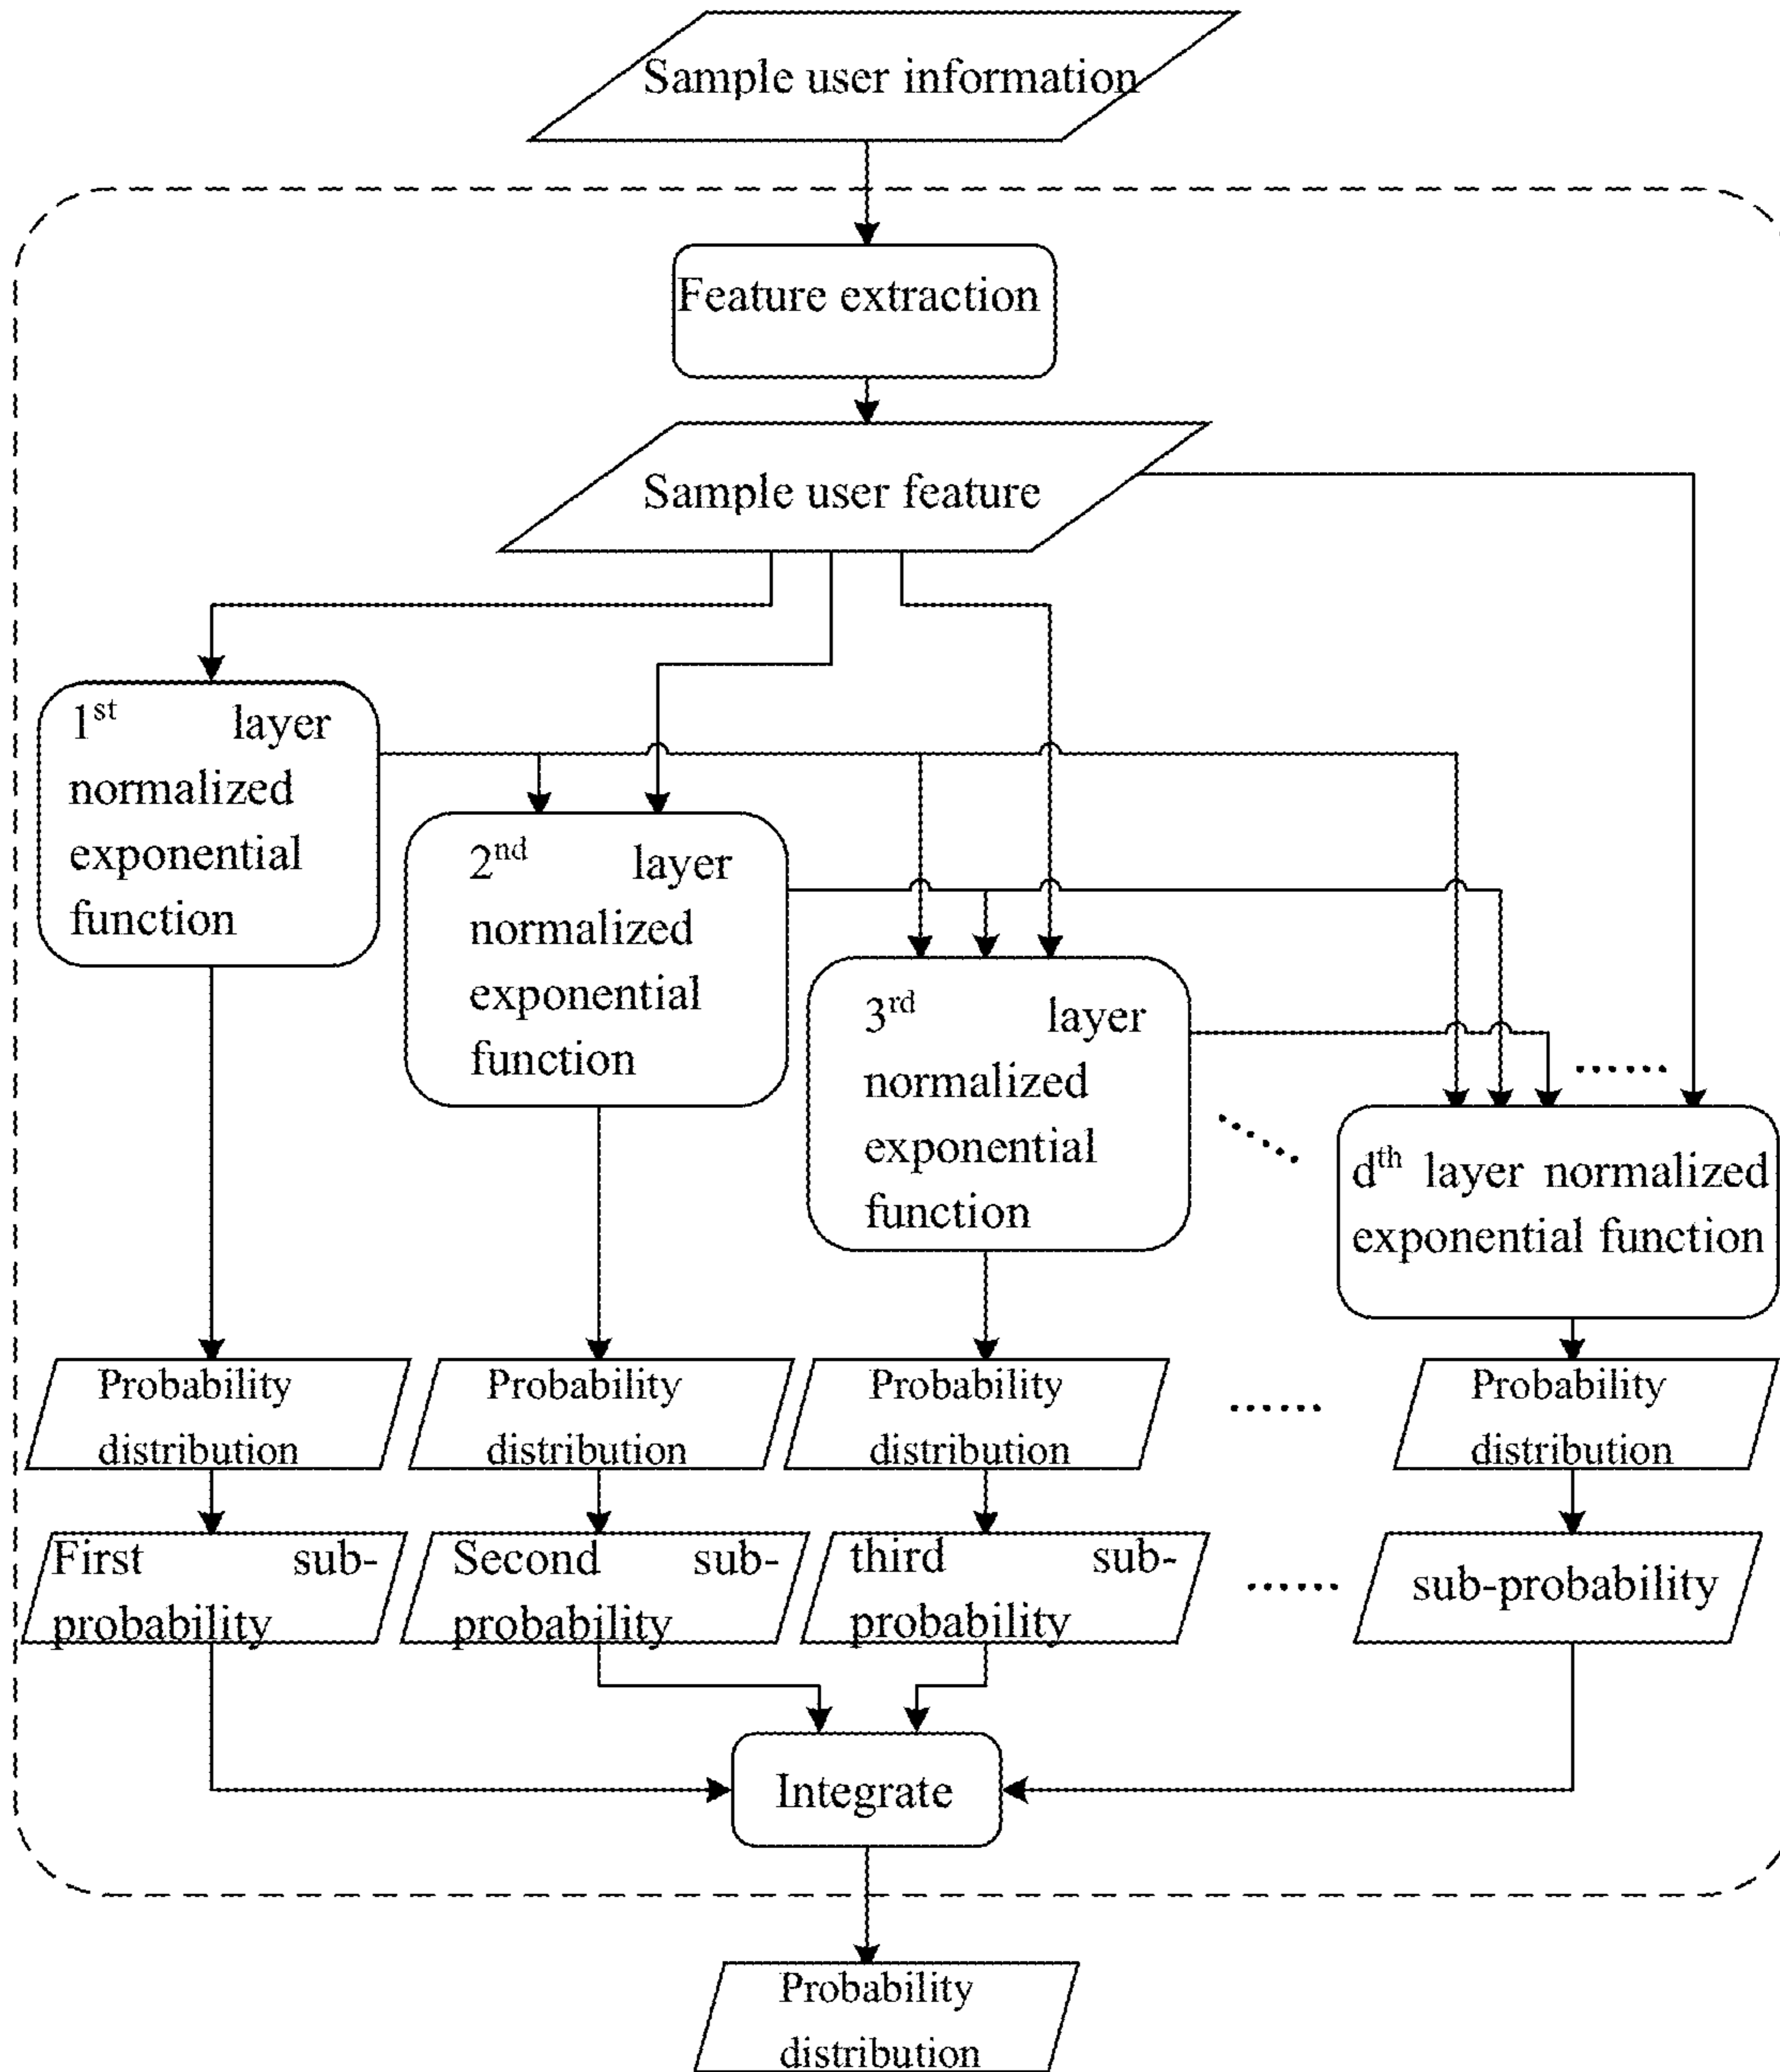 Sample user information
Feature extraction
Sample user feature
1st layer
normalized
exponential
function
2nd layer
normalized
exponential
function
3rd layer
normalized
exponential
function
......
......
dth layer normalized
exponential function
Probability
distribution
Probability
distribution
Probability
distribution
......
Probability
distribution
First sub-
probability
Second sub-
probability
third sub-
probability
......
sub-probability
Integrate
Probability
distribution